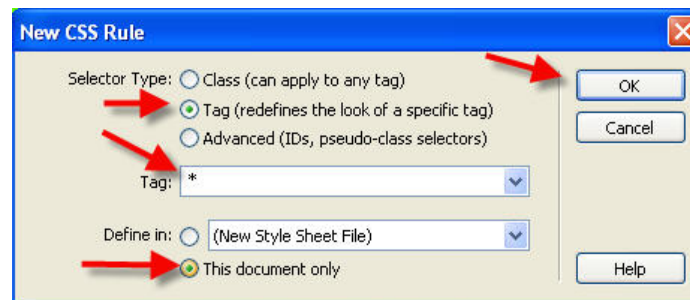 New CSS Rule
Selector Type: Class (can apply to any tag)
Tag (redefines the look of a specific tag)
Advanced (IDs, pseudo-class selectors)
Tag: *
Define in: (New Style Sheet File)
This document only
OK
Cancel
Help